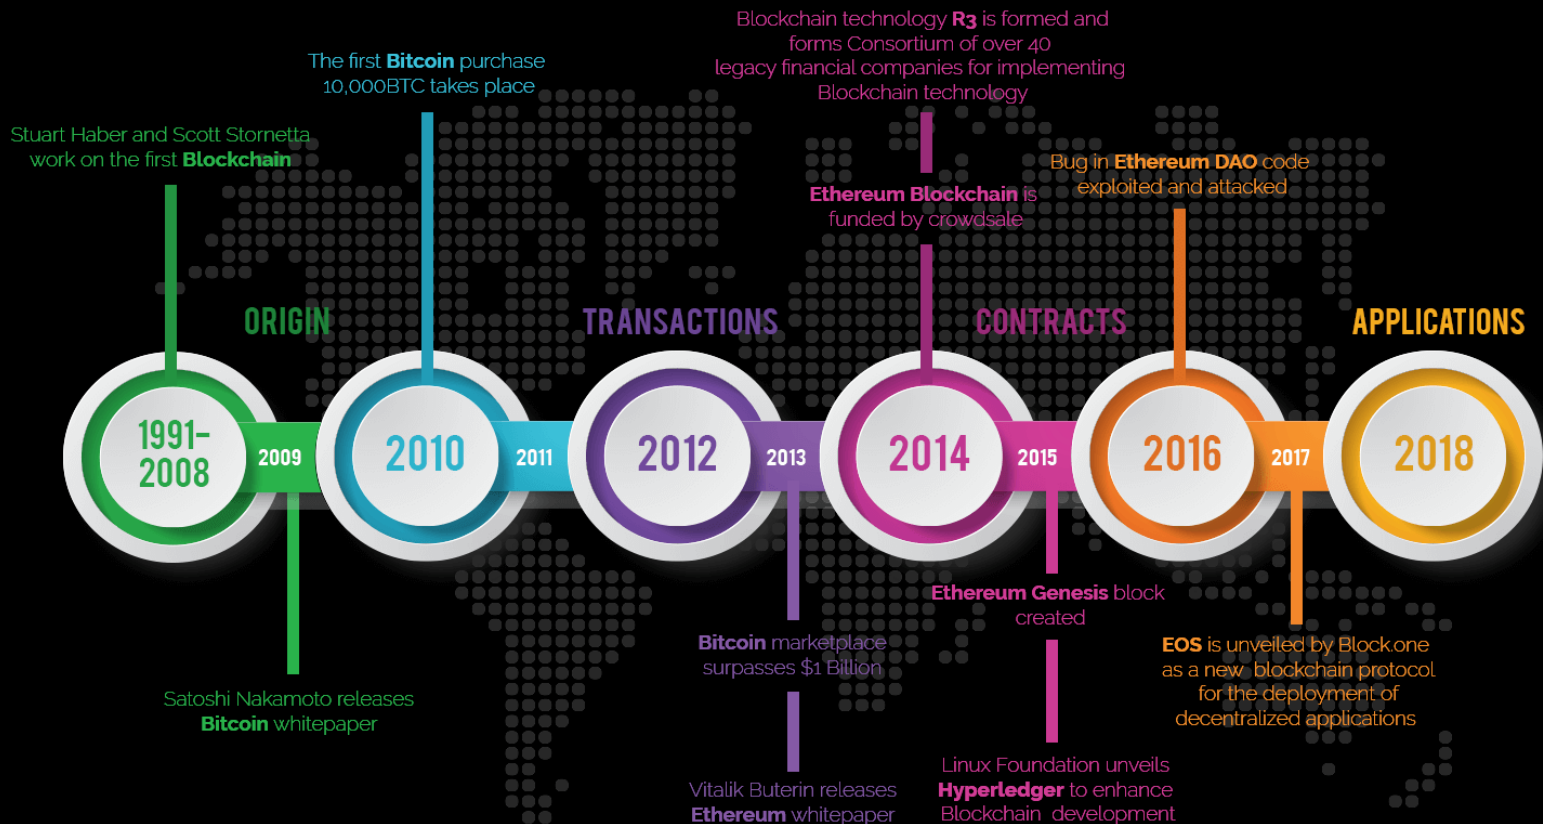 Blockchain technology R3 is formed and
forms Consortium of over 40
legacy financial companies for implementing
Blockchain technology
The first Bitcoin purchase
10,000BTC takes place
Stuart Haber and Scott Stornetta
work on the first Blockchain
Bug in Ethereum DAO code
exploited and attacked
Ethereum Blockchain is
funded by crowdsale
ORIGIN
TRANSACTIONS
CONTRACTS
APPLICATIONS
1991-
2008
2009
2010
2011
2012
2013
2014
2015
2016
2017
2018
Satoshi Nakamoto releases
Bitcoin whitepaper
Bitcoin marketplace
surpasses $1 Billion
Vitalik Buterin releases
Ethereum whitepaper
Ethereum Genesis block
created
Linux Foundation unveils
Hyperledger to enhance
Blockchain development
EOS is unveiled by Block.one
as a new blockchain protocol
for the deployment of
decentralized applications